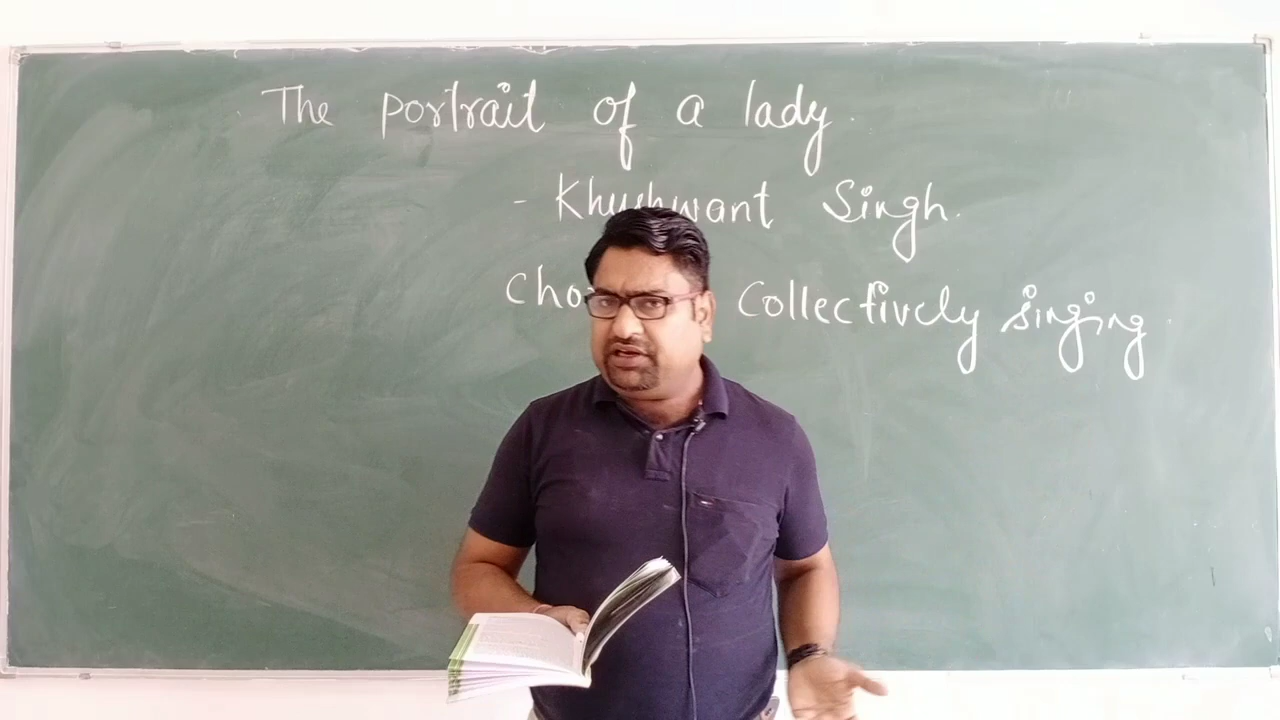 The portrait of a lady.
- Khushwant Singh.
Collectively singing.